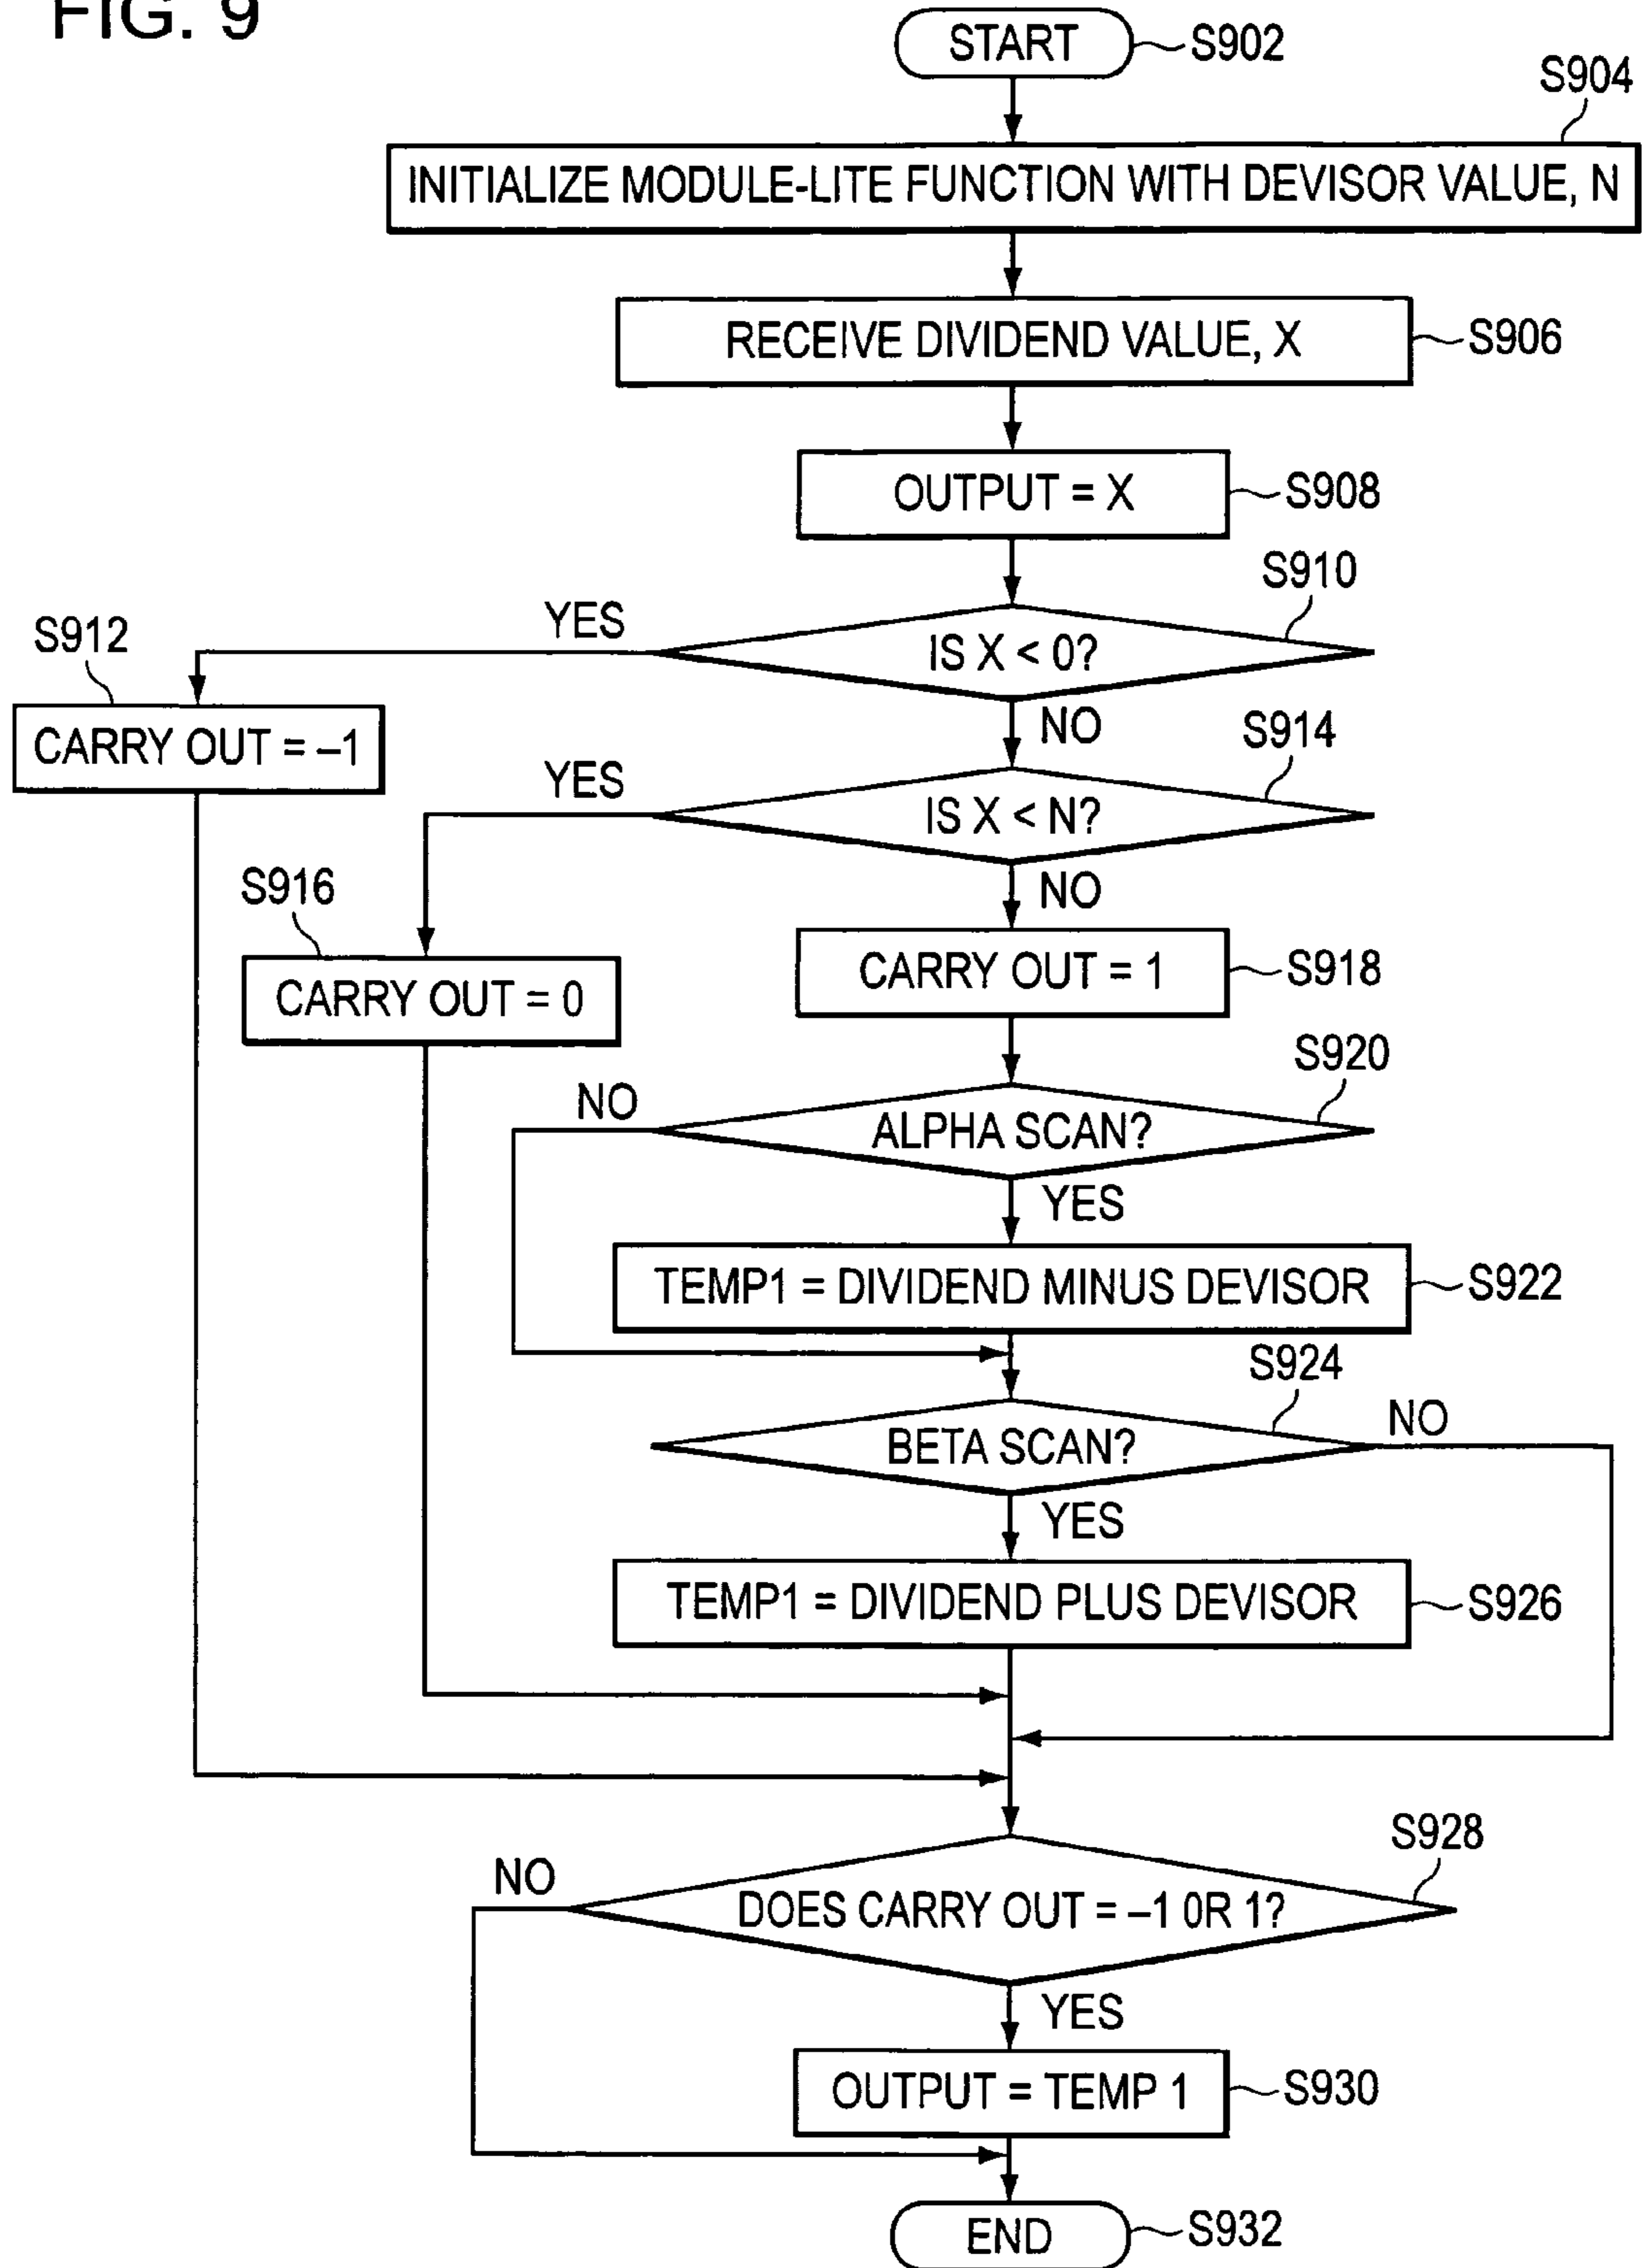 FIG. 9
START
S902
S904
INITIALIZE MODULE-LITE FUNCTION WITH DEVISOR VALUE, N
RECEIVE DIVIDEND VALUE, X
S906
OUTPUT = X
S908
S910
YES
IS X < 0?
S912
CARRY OUT = –1
NO
S914
YES
IS X < N?
S916
NO
CARRY OUT = 0
CARRY OUT = 1
S918
S920
NO
ALPHA SCAN?
YES
TEMP1 = DIVIDEND MINUS DEVISOR
S922
S924
BETA SCAN?
NO
YES
TEMP1 = DIVIDEND PLUS DEVISOR
S926
S928
NO
DOES CARRY OUT = –1 0R 1?
YES
OUTPUT = TEMP 1
S930
END
S932